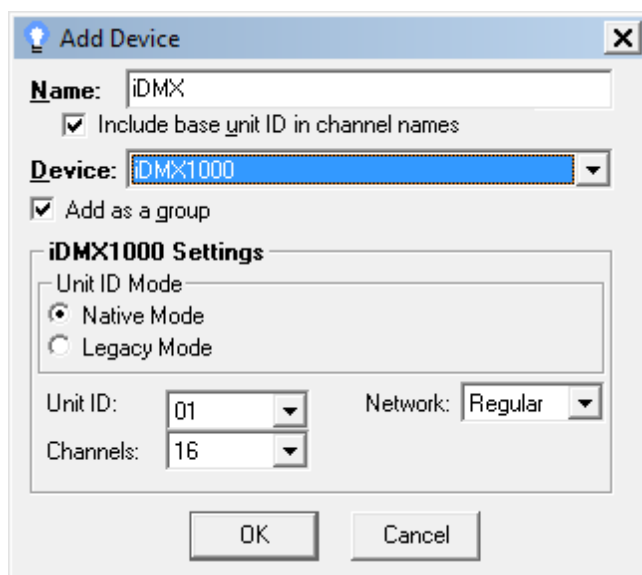 Add Device
Name: iDMX
Include base unit ID in channel names
Device: iDMX1000
Add as a group
iDMX1000 Settings
Unit ID Mode
Native Mode
Legacy Mode
Unit ID: 01 Network: Regular
Channels: 16
OK Cancel